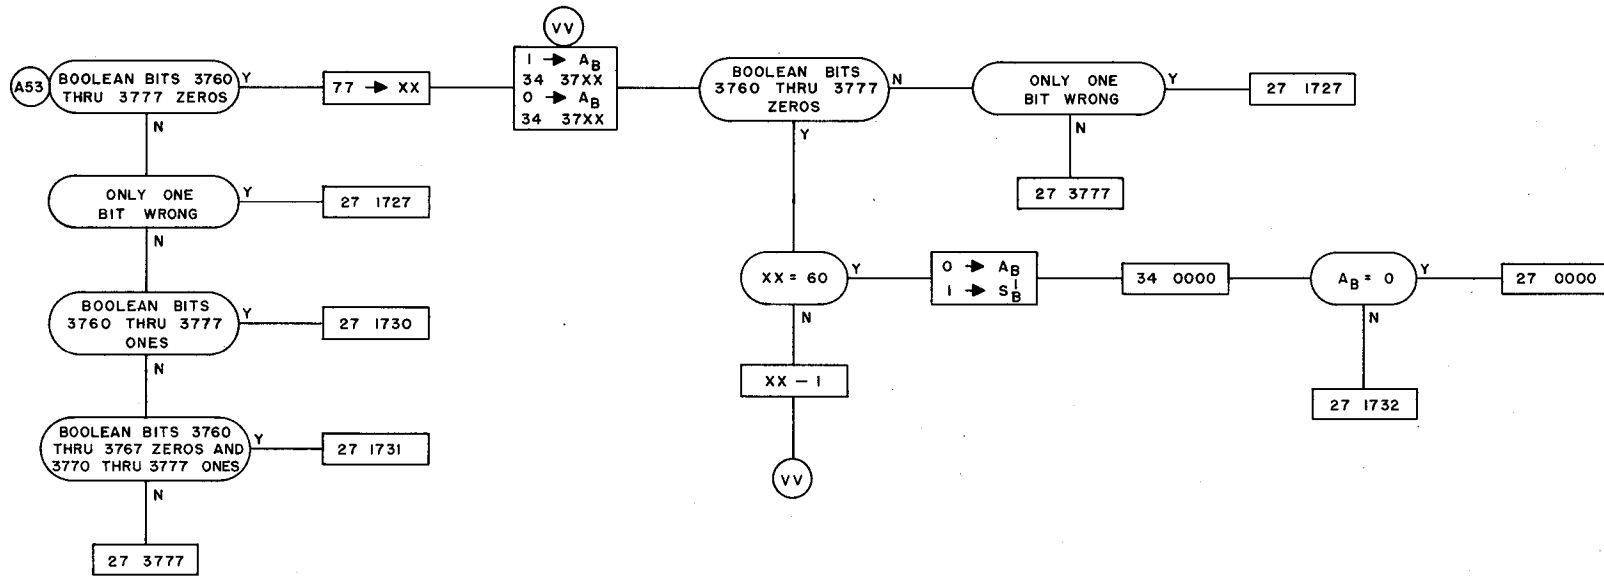 A53
BOOLEAN BITS 3760
THRU 3777 ZEROS
Y
N
77 → XX
VV
1 → AB
34 37XX
0 → AB
34 37XX
BOOLEAN BITS
3760 THRU 3777
ZEROS
N
Y
ONLY ONE
BIT WRONG
Y
N
27 1727
27 3777
ONLY ONE
BIT WRONG
Y
N
27 1727
BOOLEAN BITS
3760 THRU 3777
ONES
Y
N
27 1730
BOOLEAN BITS 3760
THRU 3767 ZEROS AND
3770 THRU 3777 ONES
Y
N
27 1731
27 3777
XX = 60
Y
N
0 → AB
1 → S1B
34 0000
AB = 0
Y
N
27 0000
27 1732
XX – 1
VV